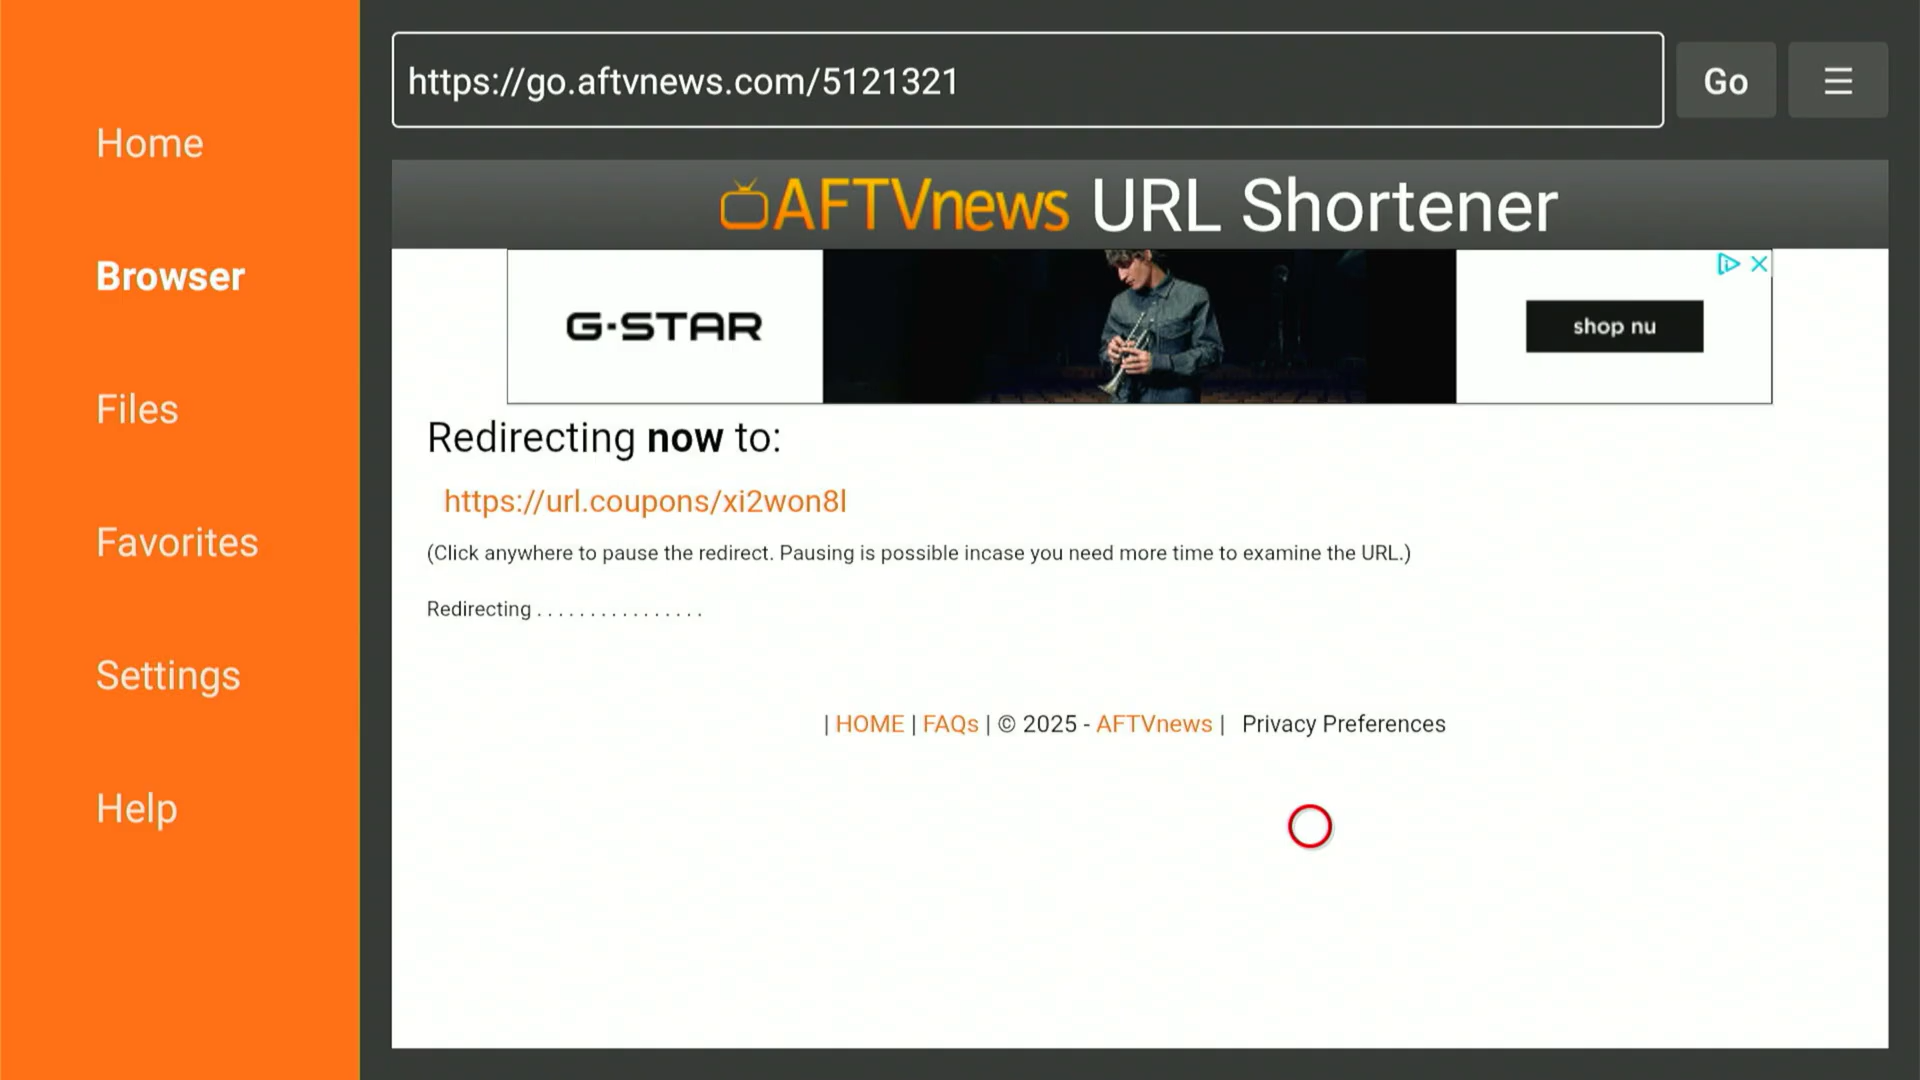 https://go.aftvnews.com/5121321
Go
Home
Browser
Files
Favorites
Settings
Help
AFTVnews URL Shortener
G-STAR
shop nu
Redirecting now to:
https://url.coupons/xi2won8l
(Click anywhere to pause the redirect. Pausing is possible incase you need more time to examine the URL.)
Redirecting . . . . . . . . . . . . . . . .
| HOME | FAQs | © 2025 - AFTVnews | Privacy Preferences